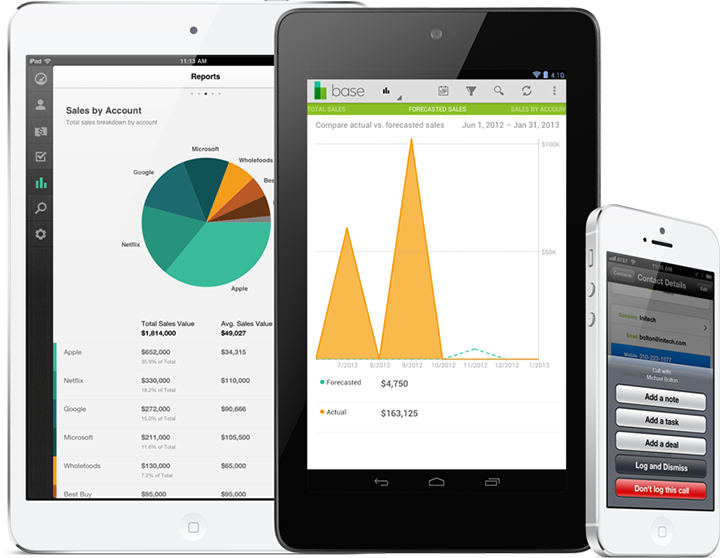 iPad
11:13 AM
Reports
Sales by Account
Total sales breakdown by account
Microsoft
Google
Wholefoods
Netflix
Apple
Total Sales Value
Avg. Sales Value
$1,814,000
$49,027
Apple
$652,000
$34,315
35.9% of Total
Netflix
$330,000
$110,000
18.2% of Total
Google
$272,000
$90,666
15.0% of Total
Microsoft
$211,000
$105,500
11.6% of Total
Wholefoods
$130,000
$65,000
7.2% of Total
Best Buy
$95,000
$95,000
4:10
base
TOTAL SALES
FORECASTED SALES
SALES BY ACCOUN
Compare actual vs. forecasted sales
Jun 1, 2012 – Jan 31, 2013
$100K
$50K
7/2012
8/2012
9/2012
10/2012
11/2012
12/2012
1/2013
Forecasted
$4,750
Actual
$163,125
AT&T
Contacts
Contact Details
Edit
Company
Initech
Email
bolton@initech.com
Mobile
310-223-1077
Call with:
Michael Bolton
Add a note
Add a task
Add a deal
Log and Dismiss
Don't log this call